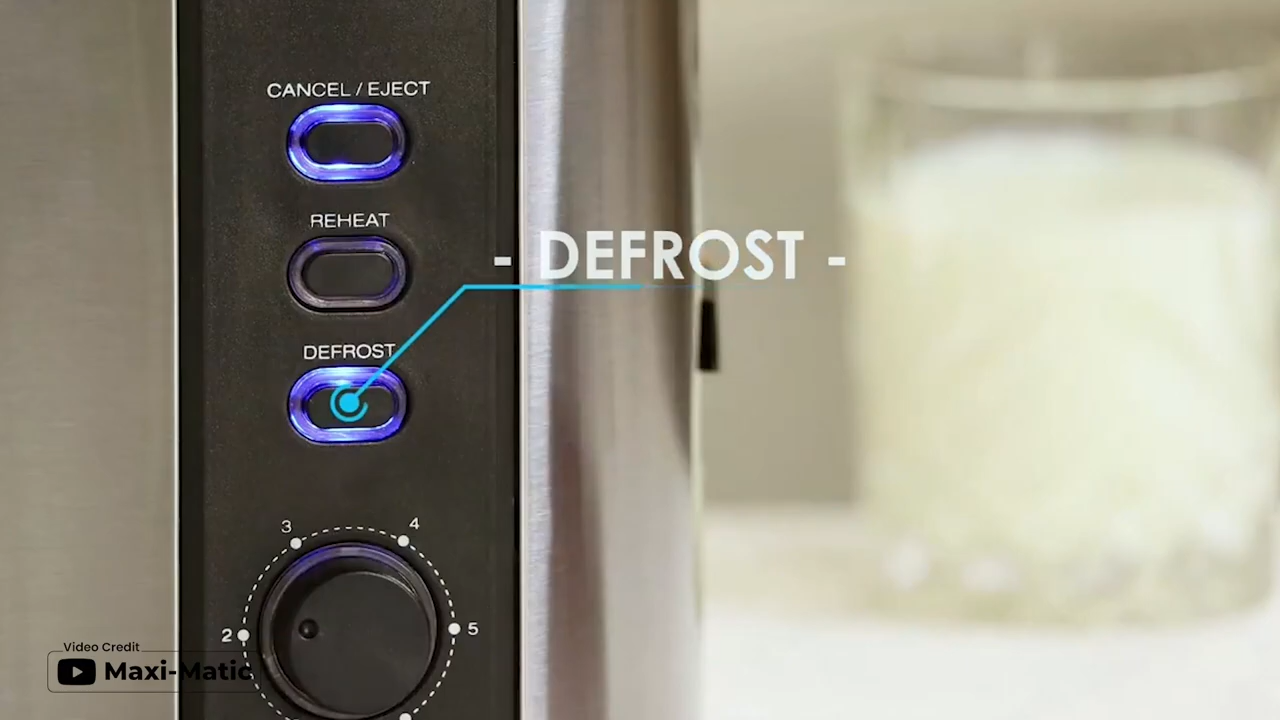 CANCEL / EJECT
REHEAT
- DEFROST -
DEFROST
3
4
2
5
Video Credit
Maxi-Matic